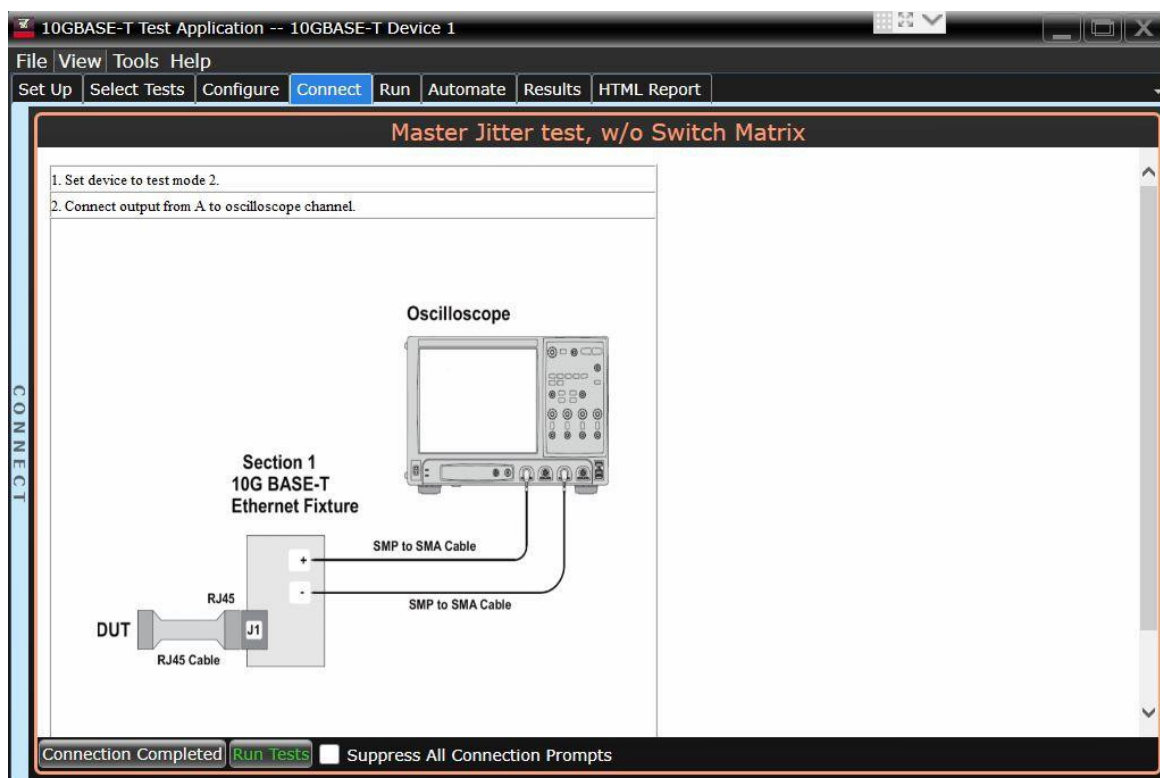 10GBASE-T Test Application -- 10GBASE-T Device 1
File View Tools Help
Set Up Select Tests Configure Connect Run Automate Results HTML Report
Master Jitter test, w/o Switch Matrix
CONNECT
1. Set device to test mode 2.
2. Connect output from A to oscilloscope channel.
Oscilloscope
Section 1
10G BASE-T
Ethernet Fixture
+
SMP to SMA Cable
-
SMP to SMA Cable
RJ45
DUT
J1
RJ45 Cable
Connection Completed Run Tests Suppress All Connection Prompts